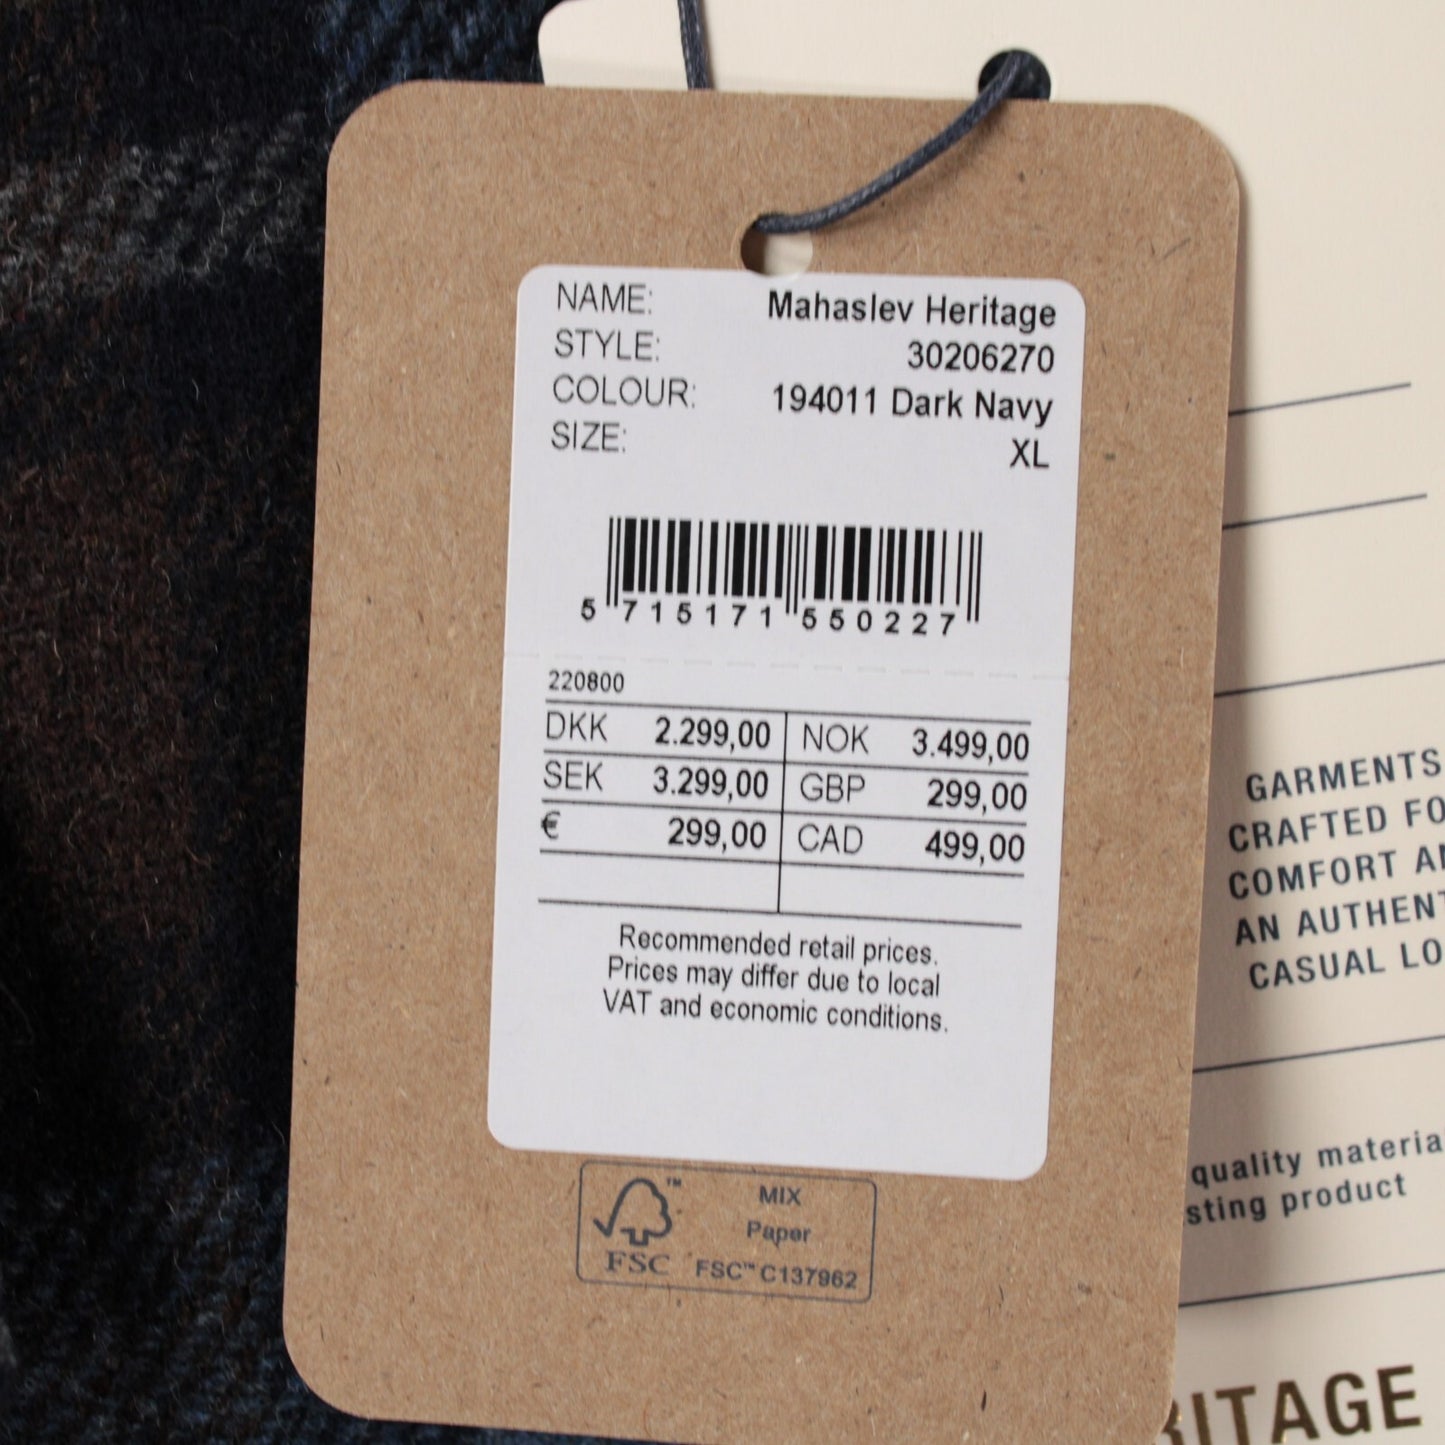 NAME: Mahaslev Heritage
STYLE: 30206270
COLOUR: 194011 Dark Navy
SIZE: XL
5 715171 550227
220800
DKK 2.299,00 NOK 3.499,00
SEK 3.299,00 GBP 299,00
€ 299,00 CAD 499,00
Recommended retail prices.
Prices may differ due to local
VAT and economic conditions.
FSC™
MIX
Paper
FSC™ C137962
GARMENTS
CRAFTED FO
COMFORT A
AN AUTHENT
CASUAL LO
quality materia
sting product
RITAGE